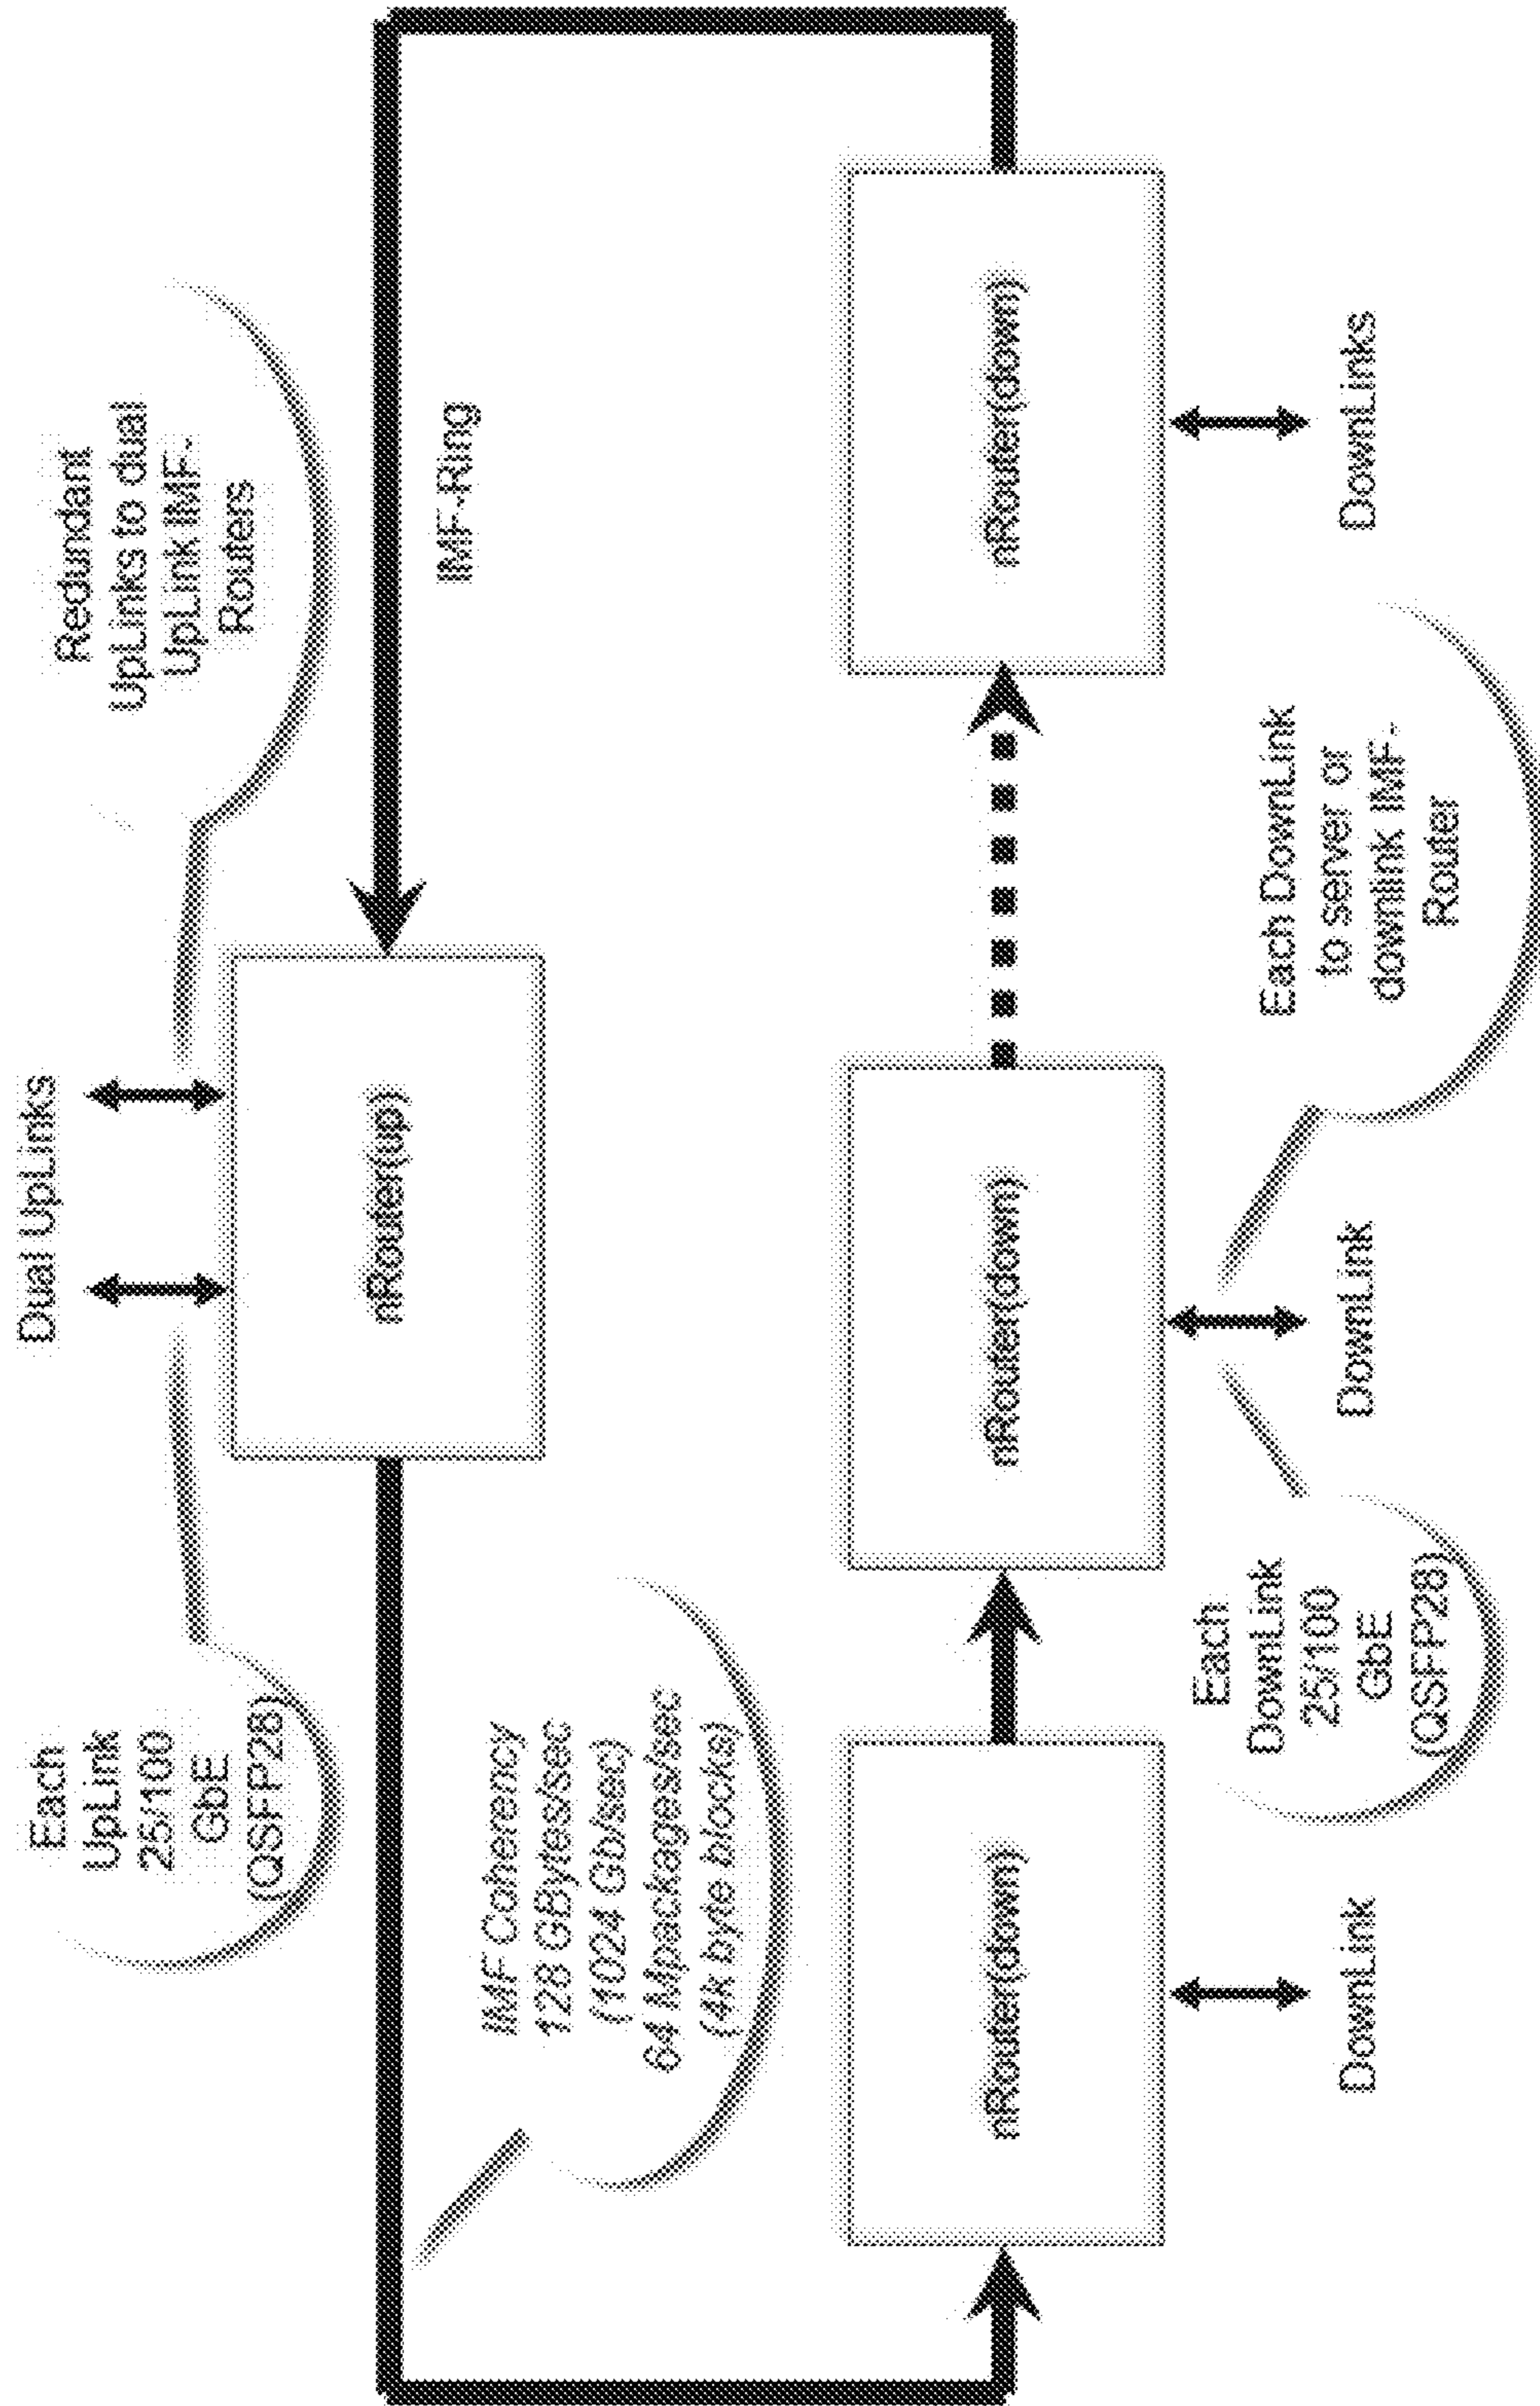 Dual UpLinks
Each
UpLink
25/100
GbE
(QSFP28)
Redundant
UpLinks to dual
UpLink IMF-
Routers
nRouter(up)
IMF-Ring
IMF Coherency
128 GBytes/sec
(1024 Gb/sec)
64 Mpackages/sec
(4k byte blocks)
nRouter(down)
nRouter(down)
nRouter(down)
Each
DownLink
25/100
GbE
(QSFP28)
Each DownLink
to server or
downlink IMF-
Router
DownLink
DownLink
DownLinks